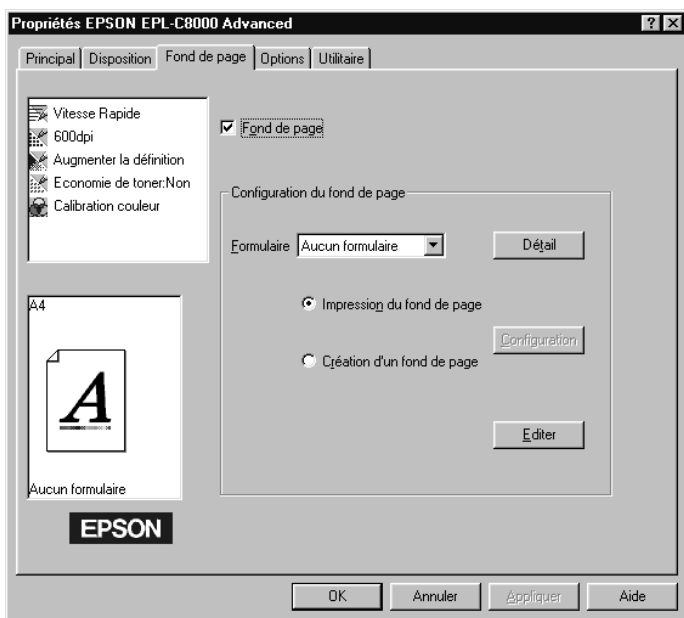 Propriétés EPSON EPL-C8000 Advanced
Principal Disposition Fond de page Options Utilitaire
Vitesse Rapide
600dpi
Augmenter la définition
Economie de toner:Non
Calibration couleur
Fond de page
Configuration du fond de page
Formulaire Aucun formulaire Détail
Impression du fond de page
Configuration
Création d'un fond de page
Editer
A4
A
Aucun formulaire
EPSON
OK Annuler Appliquer Aide